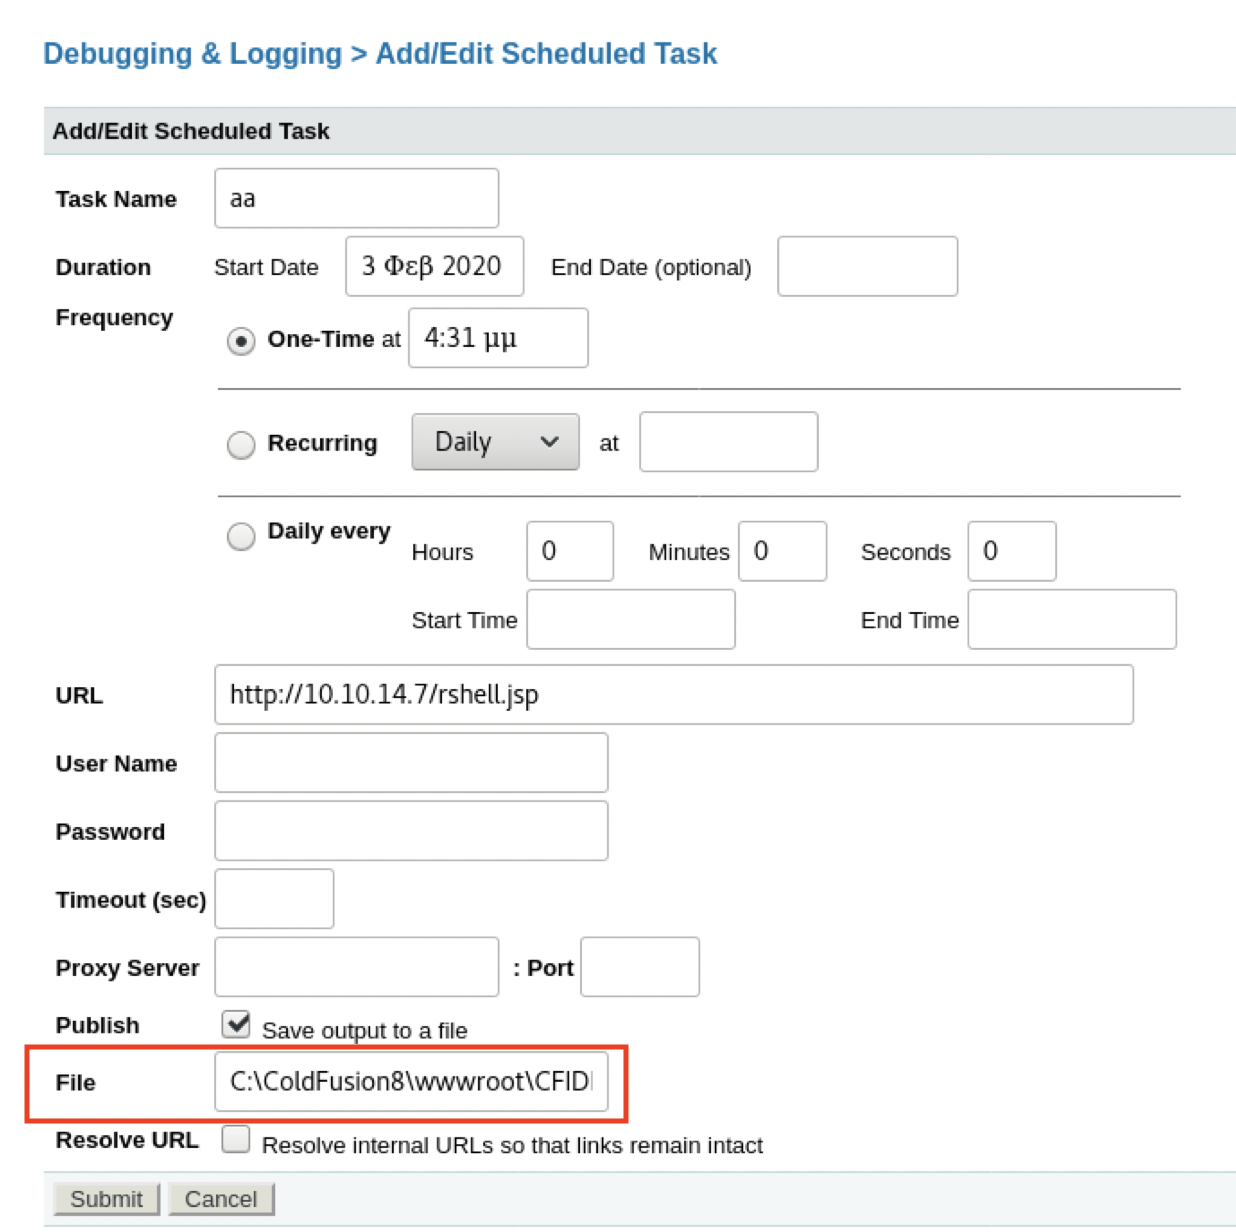 Debugging & Logging > Add/Edit Scheduled Task
Add/Edit Scheduled Task
Task Name aa
Duration Start Date 3 Φεβ 2020 End Date (optional)
Frequency
One-Time at 4:31 μμ
Recurring Daily at
Daily every
Hours 0 Minutes 0 Seconds 0
Start Time End Time
URL http://10.10.14.7/rshell.jsp
User Name
Password
Timeout (sec)
Proxy Server : Port
Publish Save output to a file
File C:\ColdFusion8\wwwroot\CFID
Resolve URL Resolve internal URLs so that links remain intact
Submit Cancel